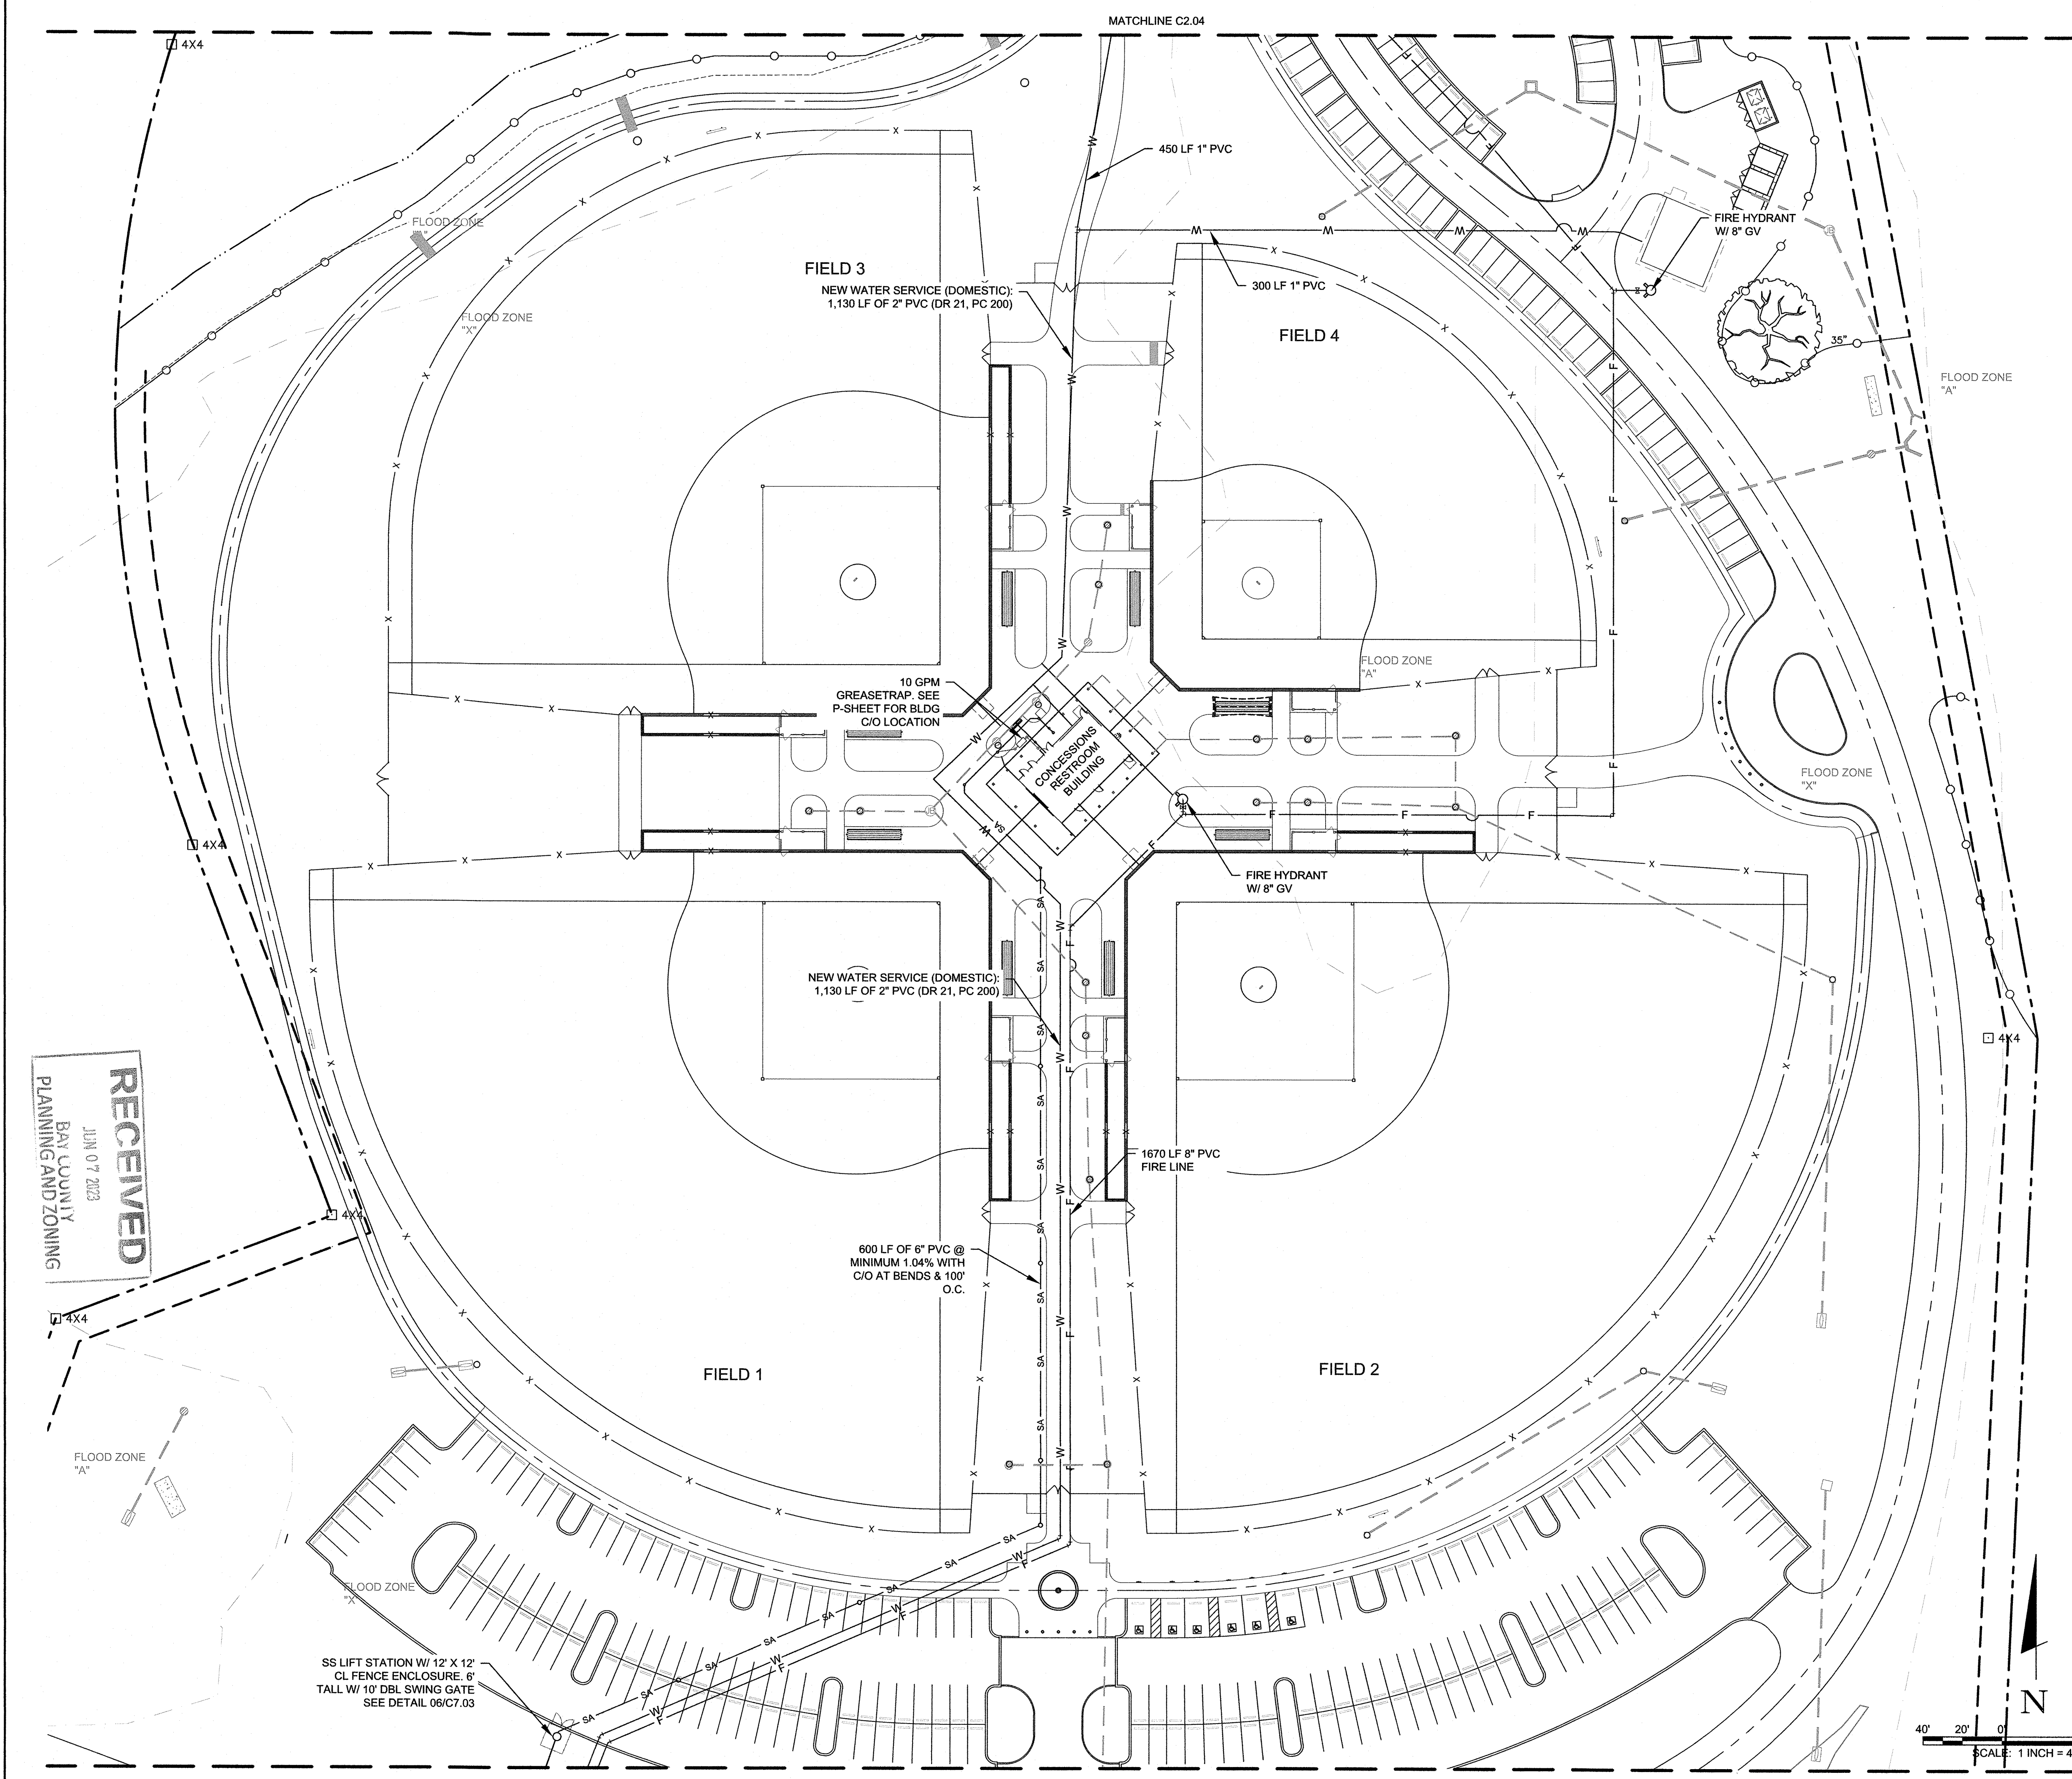 MATCHLINE C2.04
4X4
450 LF 1" PVC
FLOOD ZONE
"A"
FIRE HYDRANT
W/ 8" GV
FIELD 3
NEW WATER SERVICE (DOMESTIC):
1,130 LF OF 2" PVC (DR 21, PC 200)
300 LF 1" PVC
FLOOD ZONE
"X"
FIELD 4
35"
FLOOD ZONE
"A"
FLOOD ZONE
"A"
10 GPM
GREASETRAP. SEE
P-SHEET FOR BLDG
C/O LOCATION
CONCESSIONS
RESTROOM
BUILDING
FLOOD ZONE
"X"
4X4
FIRE HYDRANT
W/ 8" GV
NEW WATER SERVICE (DOMESTIC):
1,130 LF OF 2" PVC (DR 21, PC 200)
4X4
RECEIVED
JUN 07 2023
BAY COUNTY
PLANNING AND ZONING
1670 LF 8" PVC
FIRE LINE
4X4
600 LF OF 6" PVC @
MINIMUM 1.04% WITH
C/O AT BENDS & 100'
O.C.
4X4
FIELD 1
FIELD 2
FLOOD ZONE
"A"
FLOOD ZONE
"X"
SS LIFT STATION W/ 12' X 12'
CL FENCE ENCLOSURE. 6'
TALL W/ 10' DBL SWING GATE
SEE DETAIL 06/C7.03
N
40' 20' 0'
SCALE: 1 INCH = 4